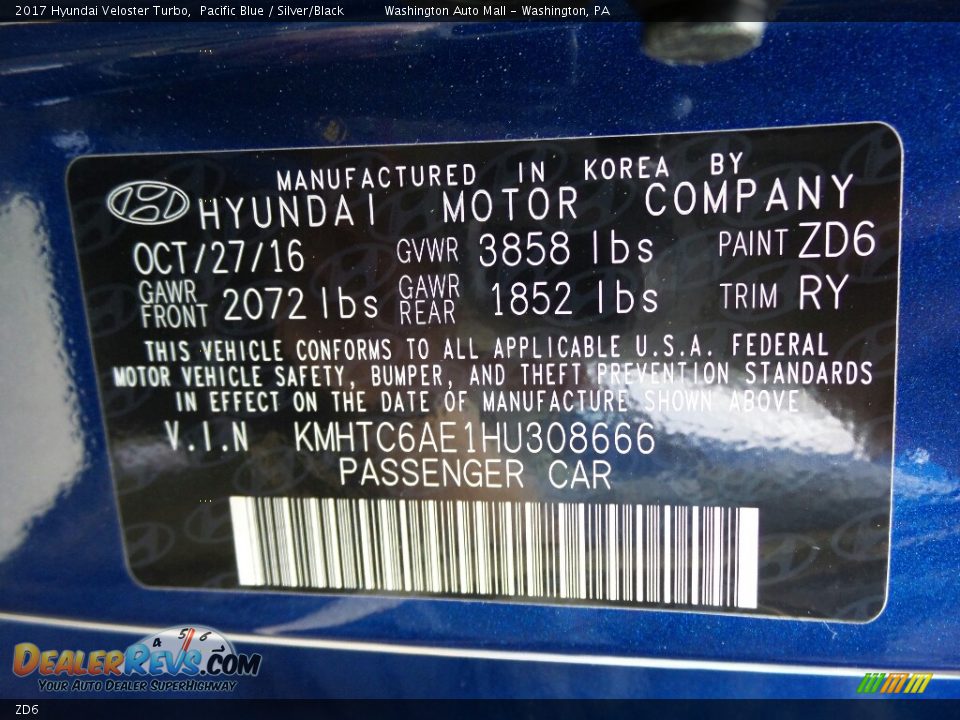 2017 Hyundai Veloster Turbo, Pacific Blue / Silver/Black Washington Auto Mall - Washington, PA
MANUFACTURED IN KOREA BY
HYUNDAI MOTOR COMPANY
OCT/27/16 GVWR 3858 lbs PAINT ZD6
GAWR FRONT 2072 lbs GAWR REAR 1852 lbs TRIM RY
THIS VEHICLE CONFORMS TO ALL APPLICABLE U.S.A. FEDERAL
MOTOR VEHICLE SAFETY, BUMPER, AND THEFT PREVENTION STANDARDS
IN EFFECT ON THE DATE OF MANUFACTURE SHOWN ABOVE
V.I.N KMHTC6AE1HU308666
PASSENGER CAR
4 5 6
DEALERREVS.COM
YOUR AUTO DEALER SUPERHIGHWAY
ZD6